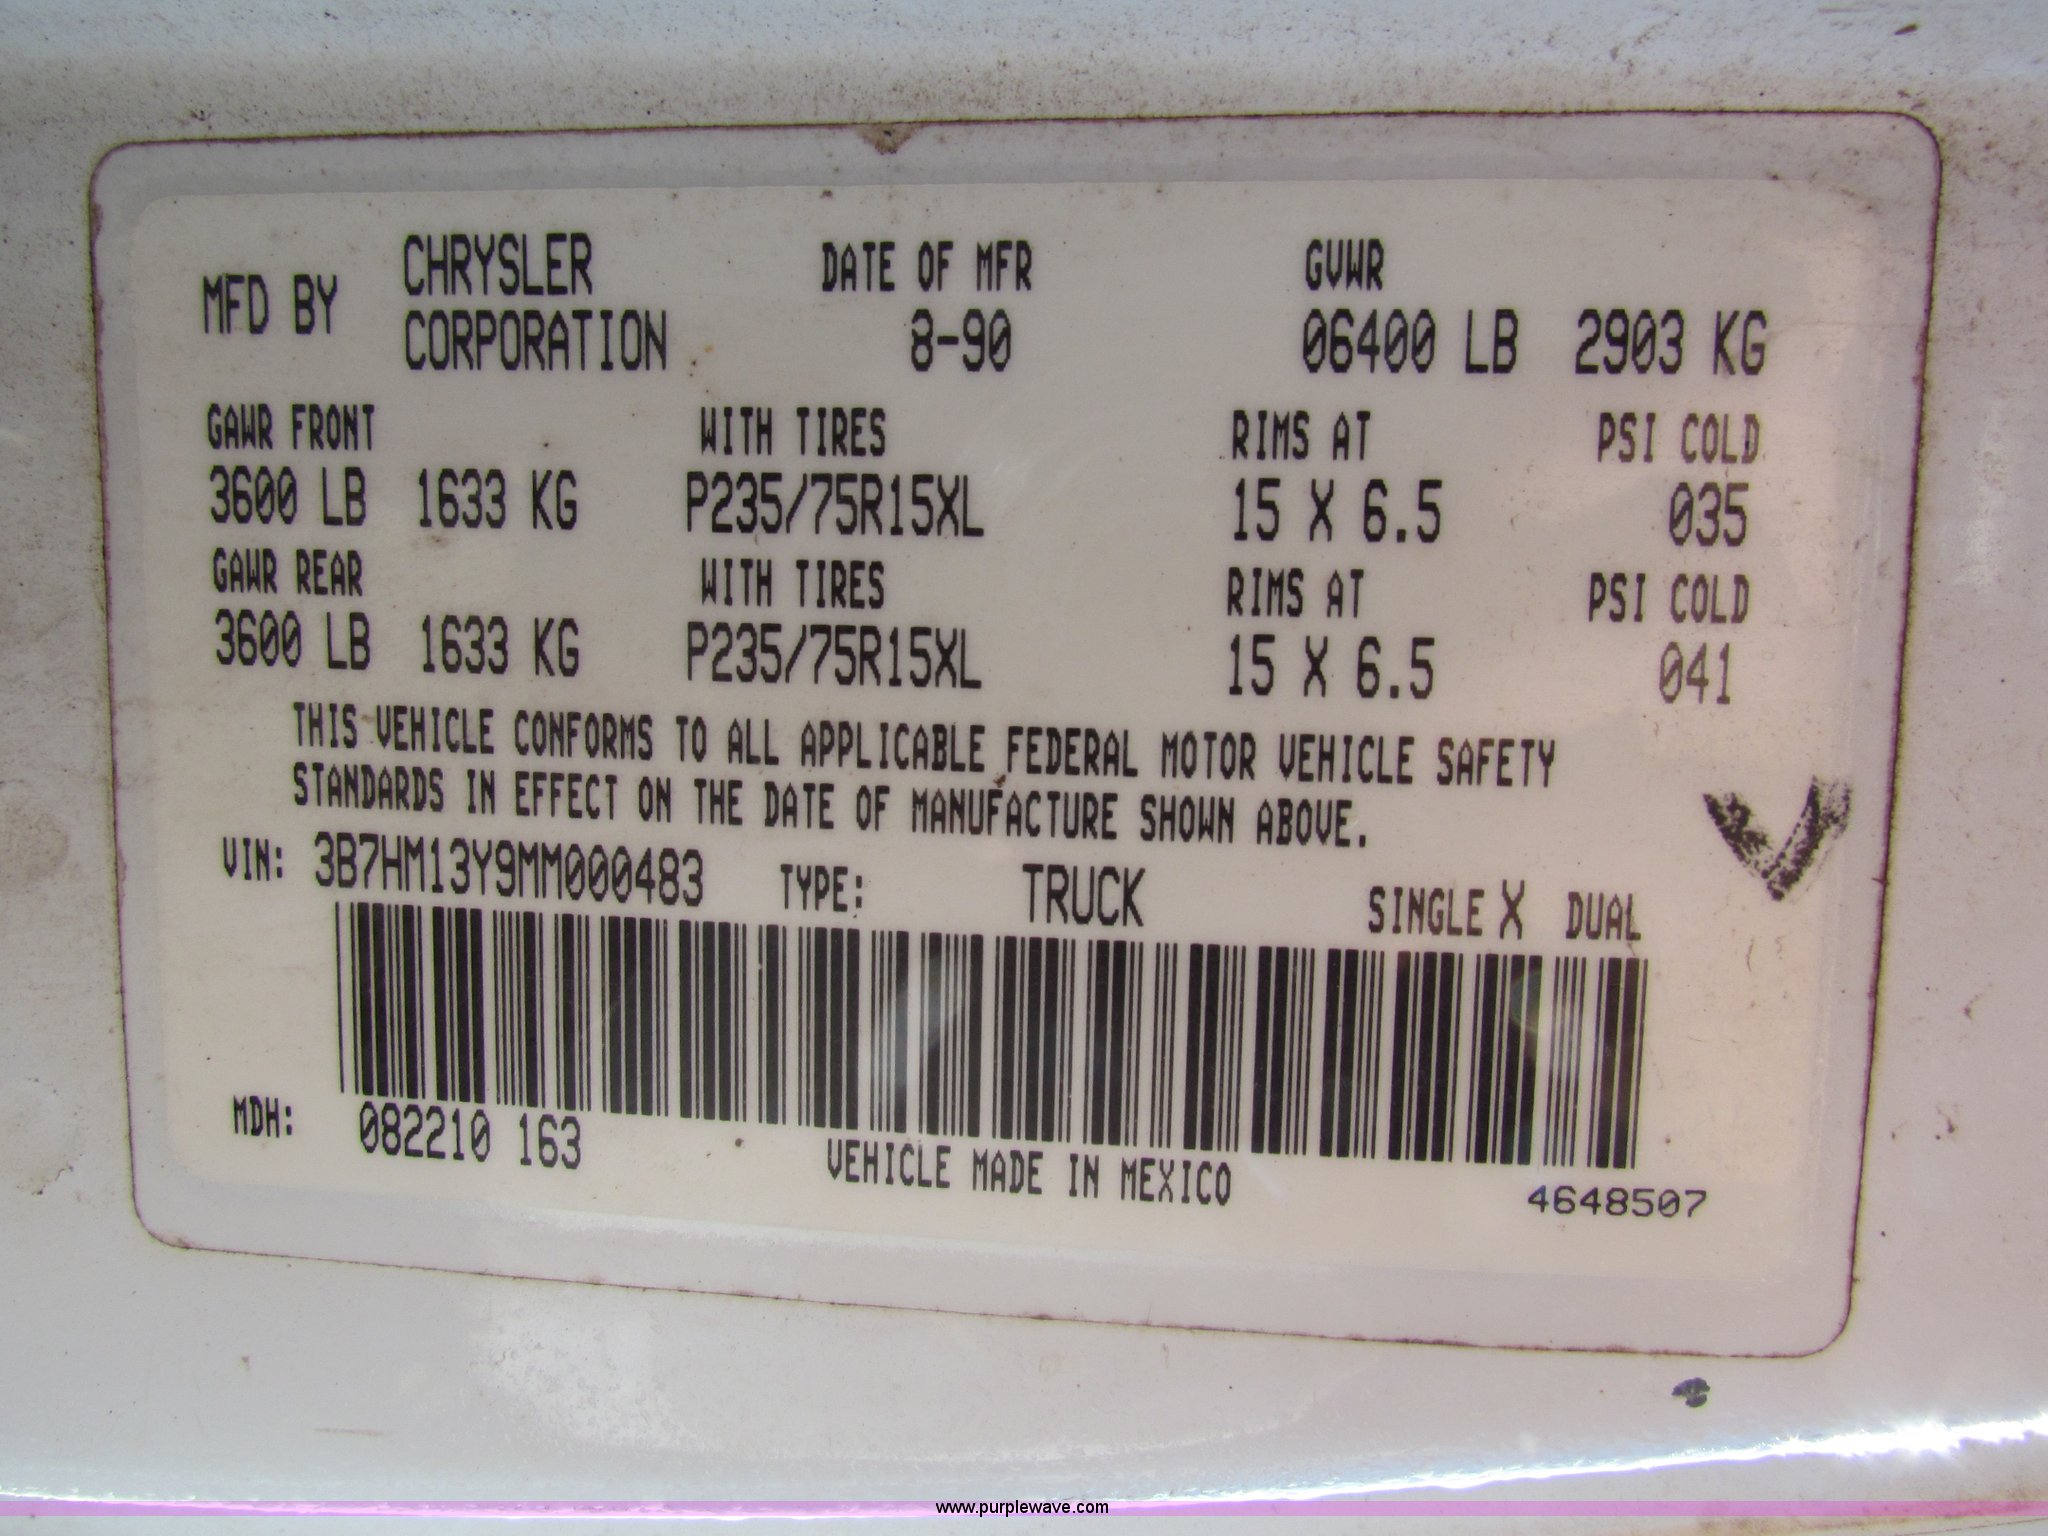 MFD BY CHRYSLER CORPORATION DATE OF MFR 8-90 GVWR 06400 LB 2903 KG
GAWR FRONT WITH TIRES RIMS AT PSI COLD
3600 LB 1633 KG P235/75R15XL 15 X 6.5 035
GAWR REAR WITH TIRES RIMS AT PSI COLD
3600 LB 1633 KG P235/75R15XL 15 X 6.5 041
THIS VEHICLE CONFORMS TO ALL APPLICABLE FEDERAL MOTOR VEHICLE SAFETY
STANDARDS IN EFFECT ON THE DATE OF MANUFACTURE SHOWN ABOVE.
VIN: 3B7HM13Y9MM000483 TYPE: TRUCK SINGLE X DUAL
MDH: 082210 163
VEHICLE MADE IN MEXICO
4648507
www.purplewave.com